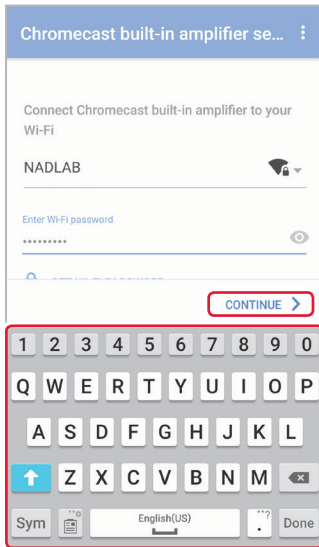 Chromecast built-in amplifier se...
Connect Chromecast built-in amplifier to your
Wi-Fi
NADLAB
Enter Wi-Fi password
•••••••••
CONTINUE
1 2 3 4 5 6 7 8 9 0
Q W E R T Y U I O P
A S D F G H J K L
Z X C V B N M
Sym English(US) . Done